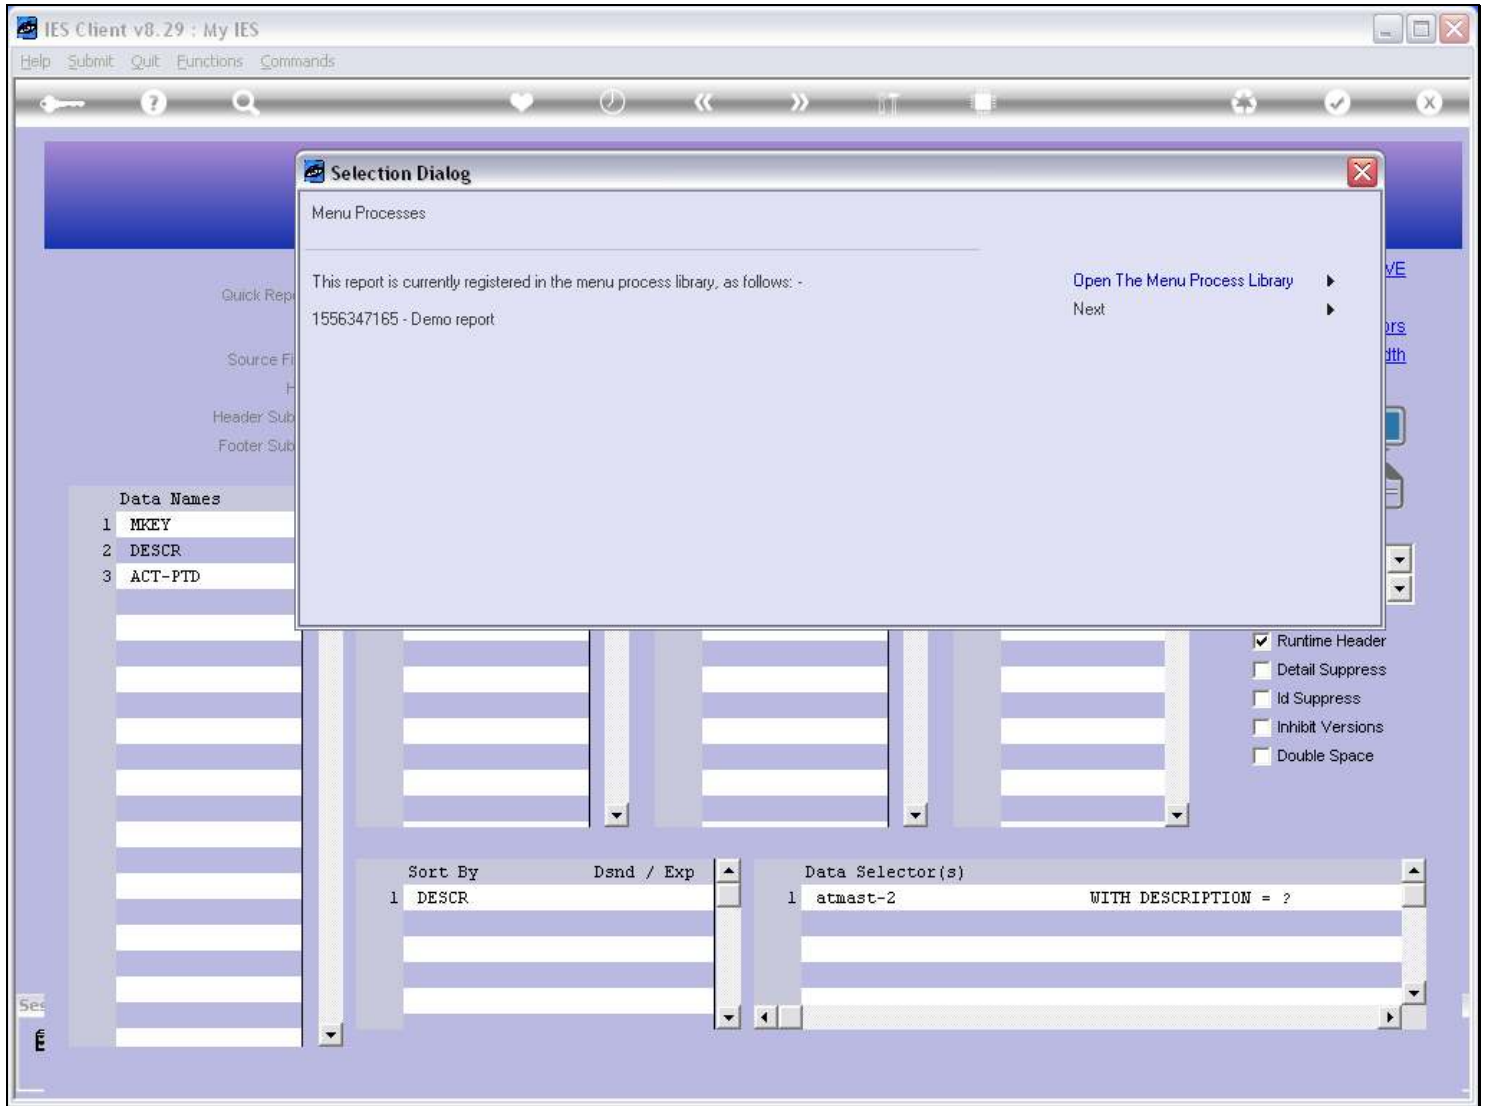 IES Client v8.29 : My IES
Help Submit Quit Functions Commands
Selection Dialog
Menu Processes
This report is currently registered in the menu process library, as follows: -
1556347165 - Demo report
Open The Menu Process Library
Next
Quick Rep
Source Fi
Header Sub
Footer Sub
VE
ors
dth
Data Names
1 MKEY
2 DESCR
3 ACT-PTD
Runtime Header
Detail Suppress
Id Suppress
Inhibit Versions
Double Space
Sort By Dsnd / Exp
1 DESCR
Data Selector(s)
1 atmast-2 WITH DESCRIPTION = ?
Ses